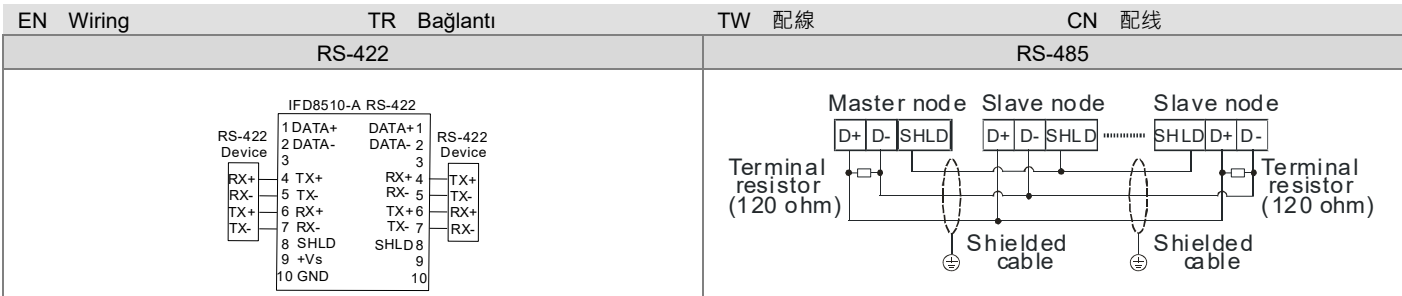 EN Wiring TR Bağlantı TW 配線 CN 配线
RS-422 RS-485
IFD8510-A RS-422
RS-422
Device
RX+
RX-
TX+
TX-
1 DATA+
2 DATA-
3
4 TX+
5 TX-
6 RX+
7 RX-
8 SHLD
9 +Vs
10 GND
DATA+ 1
DATA- 2
3
RX+ 4
RX- 5
TX+ 6
TX- 7
SHLD 8
9
10
RS-422
Device
TX+
TX-
RX+
RX-
Master node Slave node Slave node
D+ D- SHLD D+ D- SHLD SHLD D+ D-
Terminal
resistor
(120 ohm)
Terminal
resistor
(120 ohm)
Shielded
cable
Shielded
cable